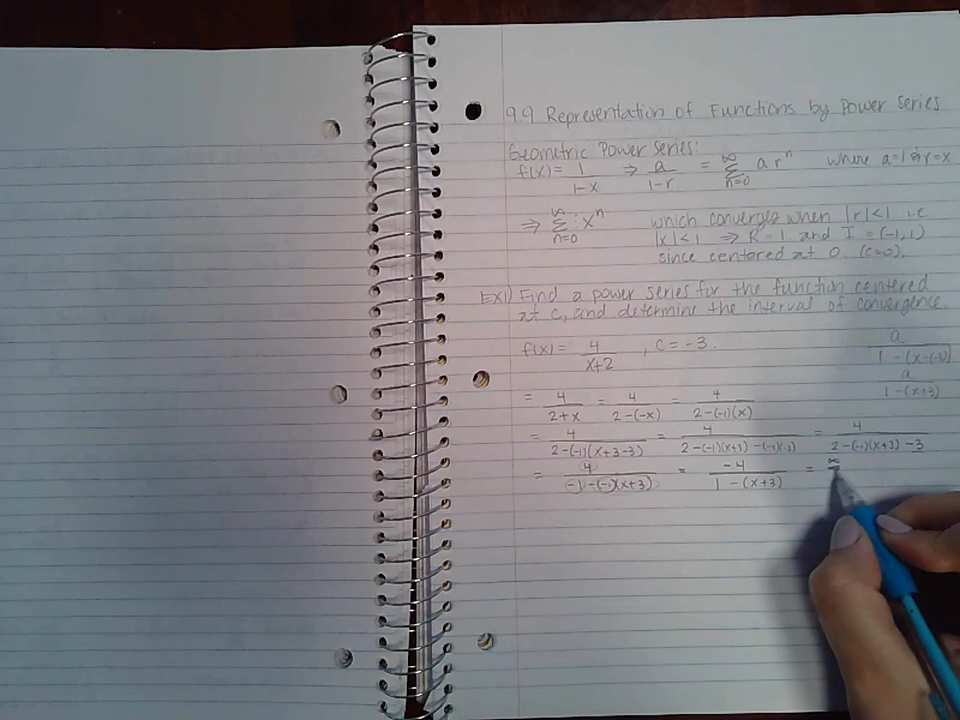 9.9 Representation of Functions by Power Series
Geometric Power Series:
f(x) = 1/(1-x) ⇒ a/(1-r) = ∞ Σ n=0 a r^n where a=1 & r=x
⇒ ∞ Σ n=0 x^n which converges when |r|<1 i.e
|x|<1 ⇒ R=1 and I = (-1,1)
since centered at 0. (c=0).
EX1) Find a power series for the function centered
at c, and determine the interval of convergence
f(x) = 4/(x+2) , c = -3.
a/(1-(x-(-3)))
a/(1-(x+3))
= 4/(2+x) = 4/(2-(-x)) = 4/(2-(-1)(x))
= 4/(2-(-1)(x+3-3)) = 4/(2-(-1)(x+3)-(-1)(-3)) = 4/(2-(-1)(x+3)-3)
= 4/(-1-(-1)(x+3)) = -4/(1-(x+3)) = ∞